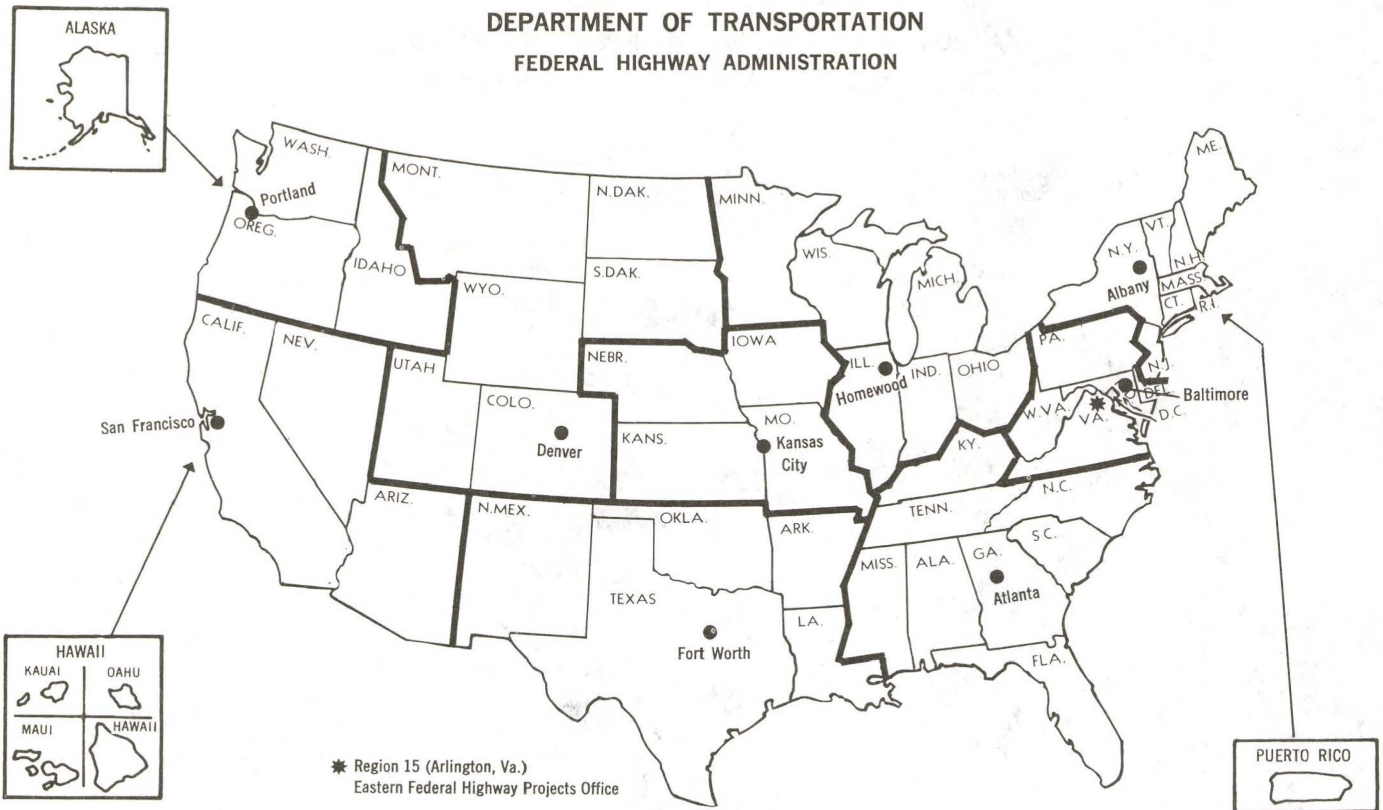 DEPARTMENT OF TRANSPORTATION
FEDERAL HIGHWAY ADMINISTRATION
ALASKA
WASH.
Portland
OREG.
MONT.
IDAHO
N.DAK.
S.DAK.
WYO.
MINN.
WIS.
MICH.
ME.
VT.
N.H.
N.Y.
Albany
MASS.
CT.
R.I.
CALIF.
NEV.
UTAH
COLO.
Denver
NEBR.
KANS.
IOWA
MO.
Kansas
City
ILL.
Homewood
IND.
OHIO
PA.
N.J.
DEL.
Baltimore
D.C.
W.VA.
VA.
KY.
San Francisco
ARIZ.
N.MEX.
OKLA.
TEXAS
Fort Worth
ARK.
LA.
TENN.
N.C.
S.C.
MISS.
ALA.
GA.
Atlanta
FLA.
HAWAII
KAUAI
OAHU
MAUI
HAWAII
Region 15 (Arlington, Va.)
Eastern Federal Highway Projects Office
PUERTO RICO